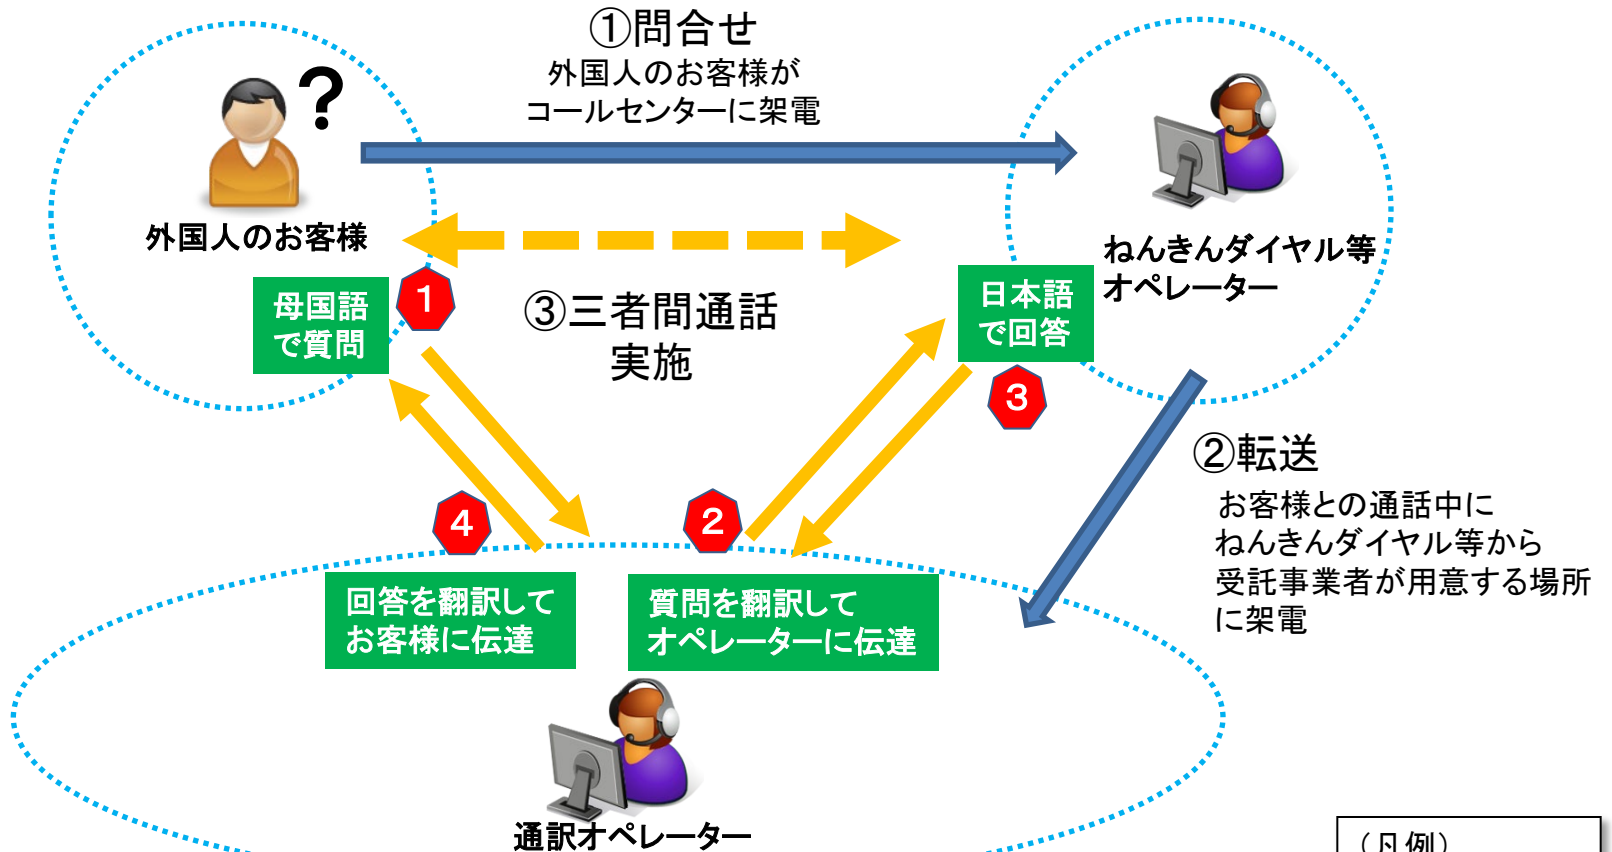 ①問合せ
外国人のお客様が
コールセンターに架電
?
外国人のお客様
ねんきんダイヤル等
オペレーター
母国語
で質問
1
③三者間通話
実施
日本語
で回答
3
②転送
お客様との通話中に
ねんきんダイヤル等から
受託事業者が用意する場所
に架電
4
2
回答を翻訳して
お客様に伝達
質問を翻訳して
オペレーターに伝達
通訳オペレーター
(凡例)